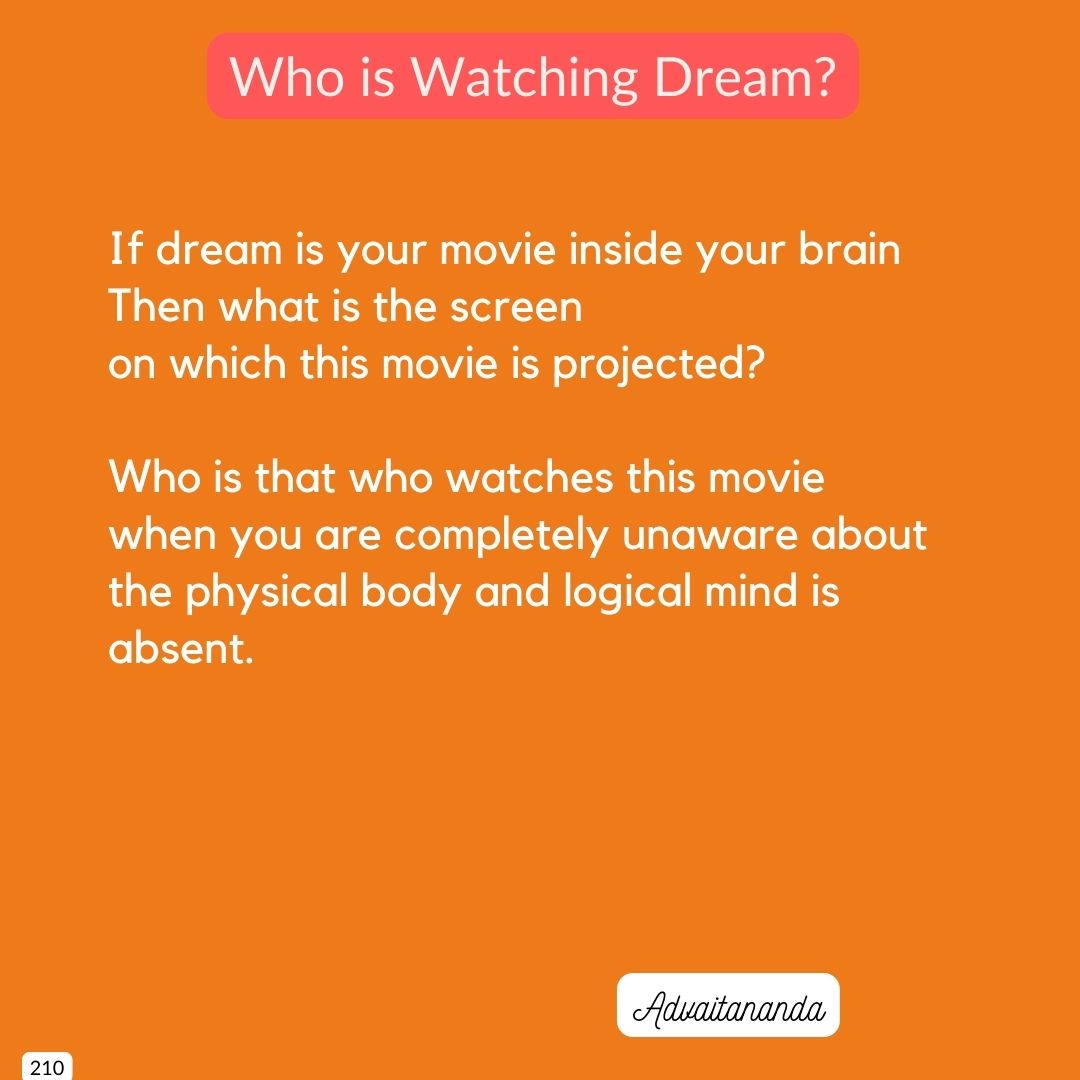 Who is Watching Dream?
If dream is your movie inside your brain
Then what is the screen
on which this movie is projected?
Who is that who watches this movie
when you are completely unaware about
the physical body and logical mind is
absent.
Advaitananda
210